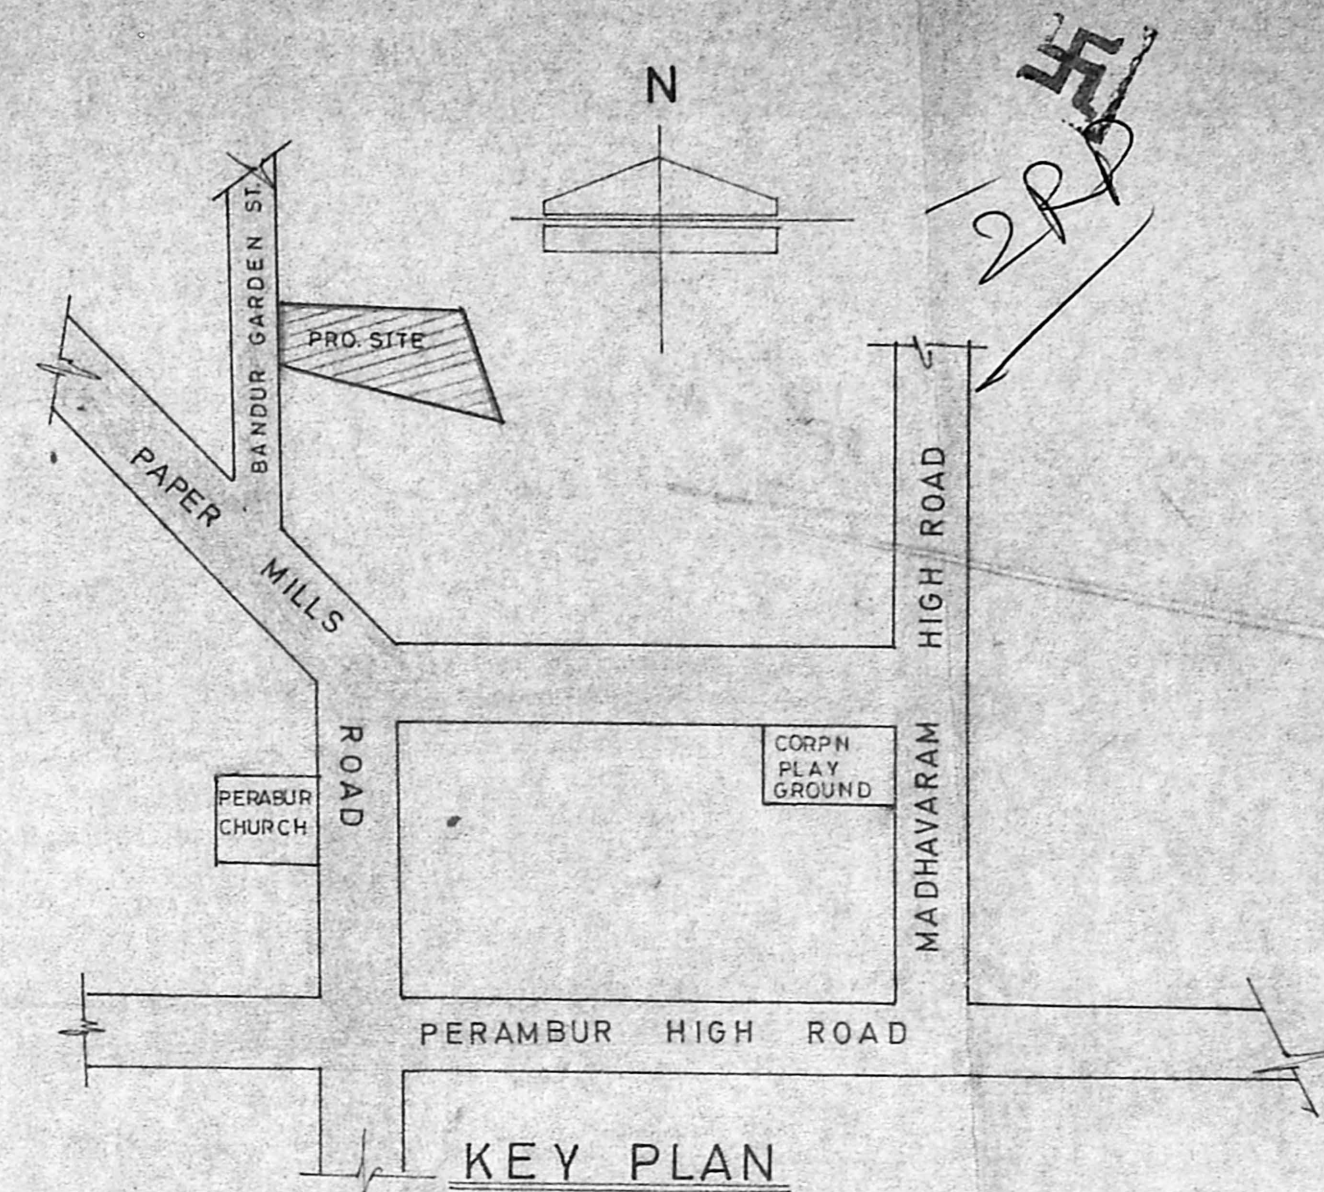 N
2RP
BANDUR GARDEN ST.
PRO. SITE
PAPER
MILLS
ROAD
MADHAVARAM HIGH ROAD
CORPN
PLAY
GROUND
PERABUR
CHURCH
PERAMBUR HIGH ROAD
KEY PLAN